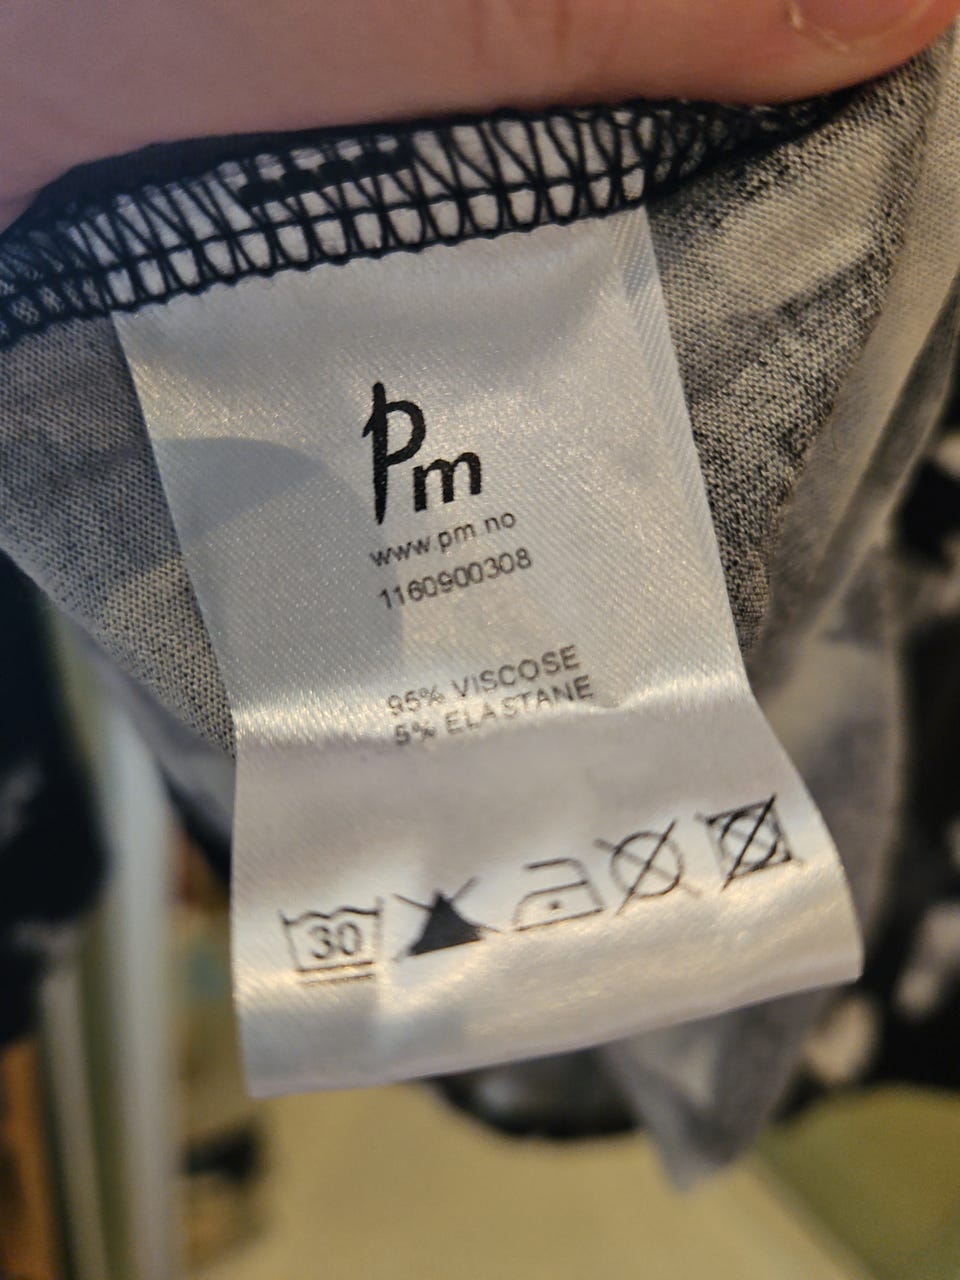 Pm
www.pm.no
1160900308
95% VISCOSE
5% ELASTANE
30